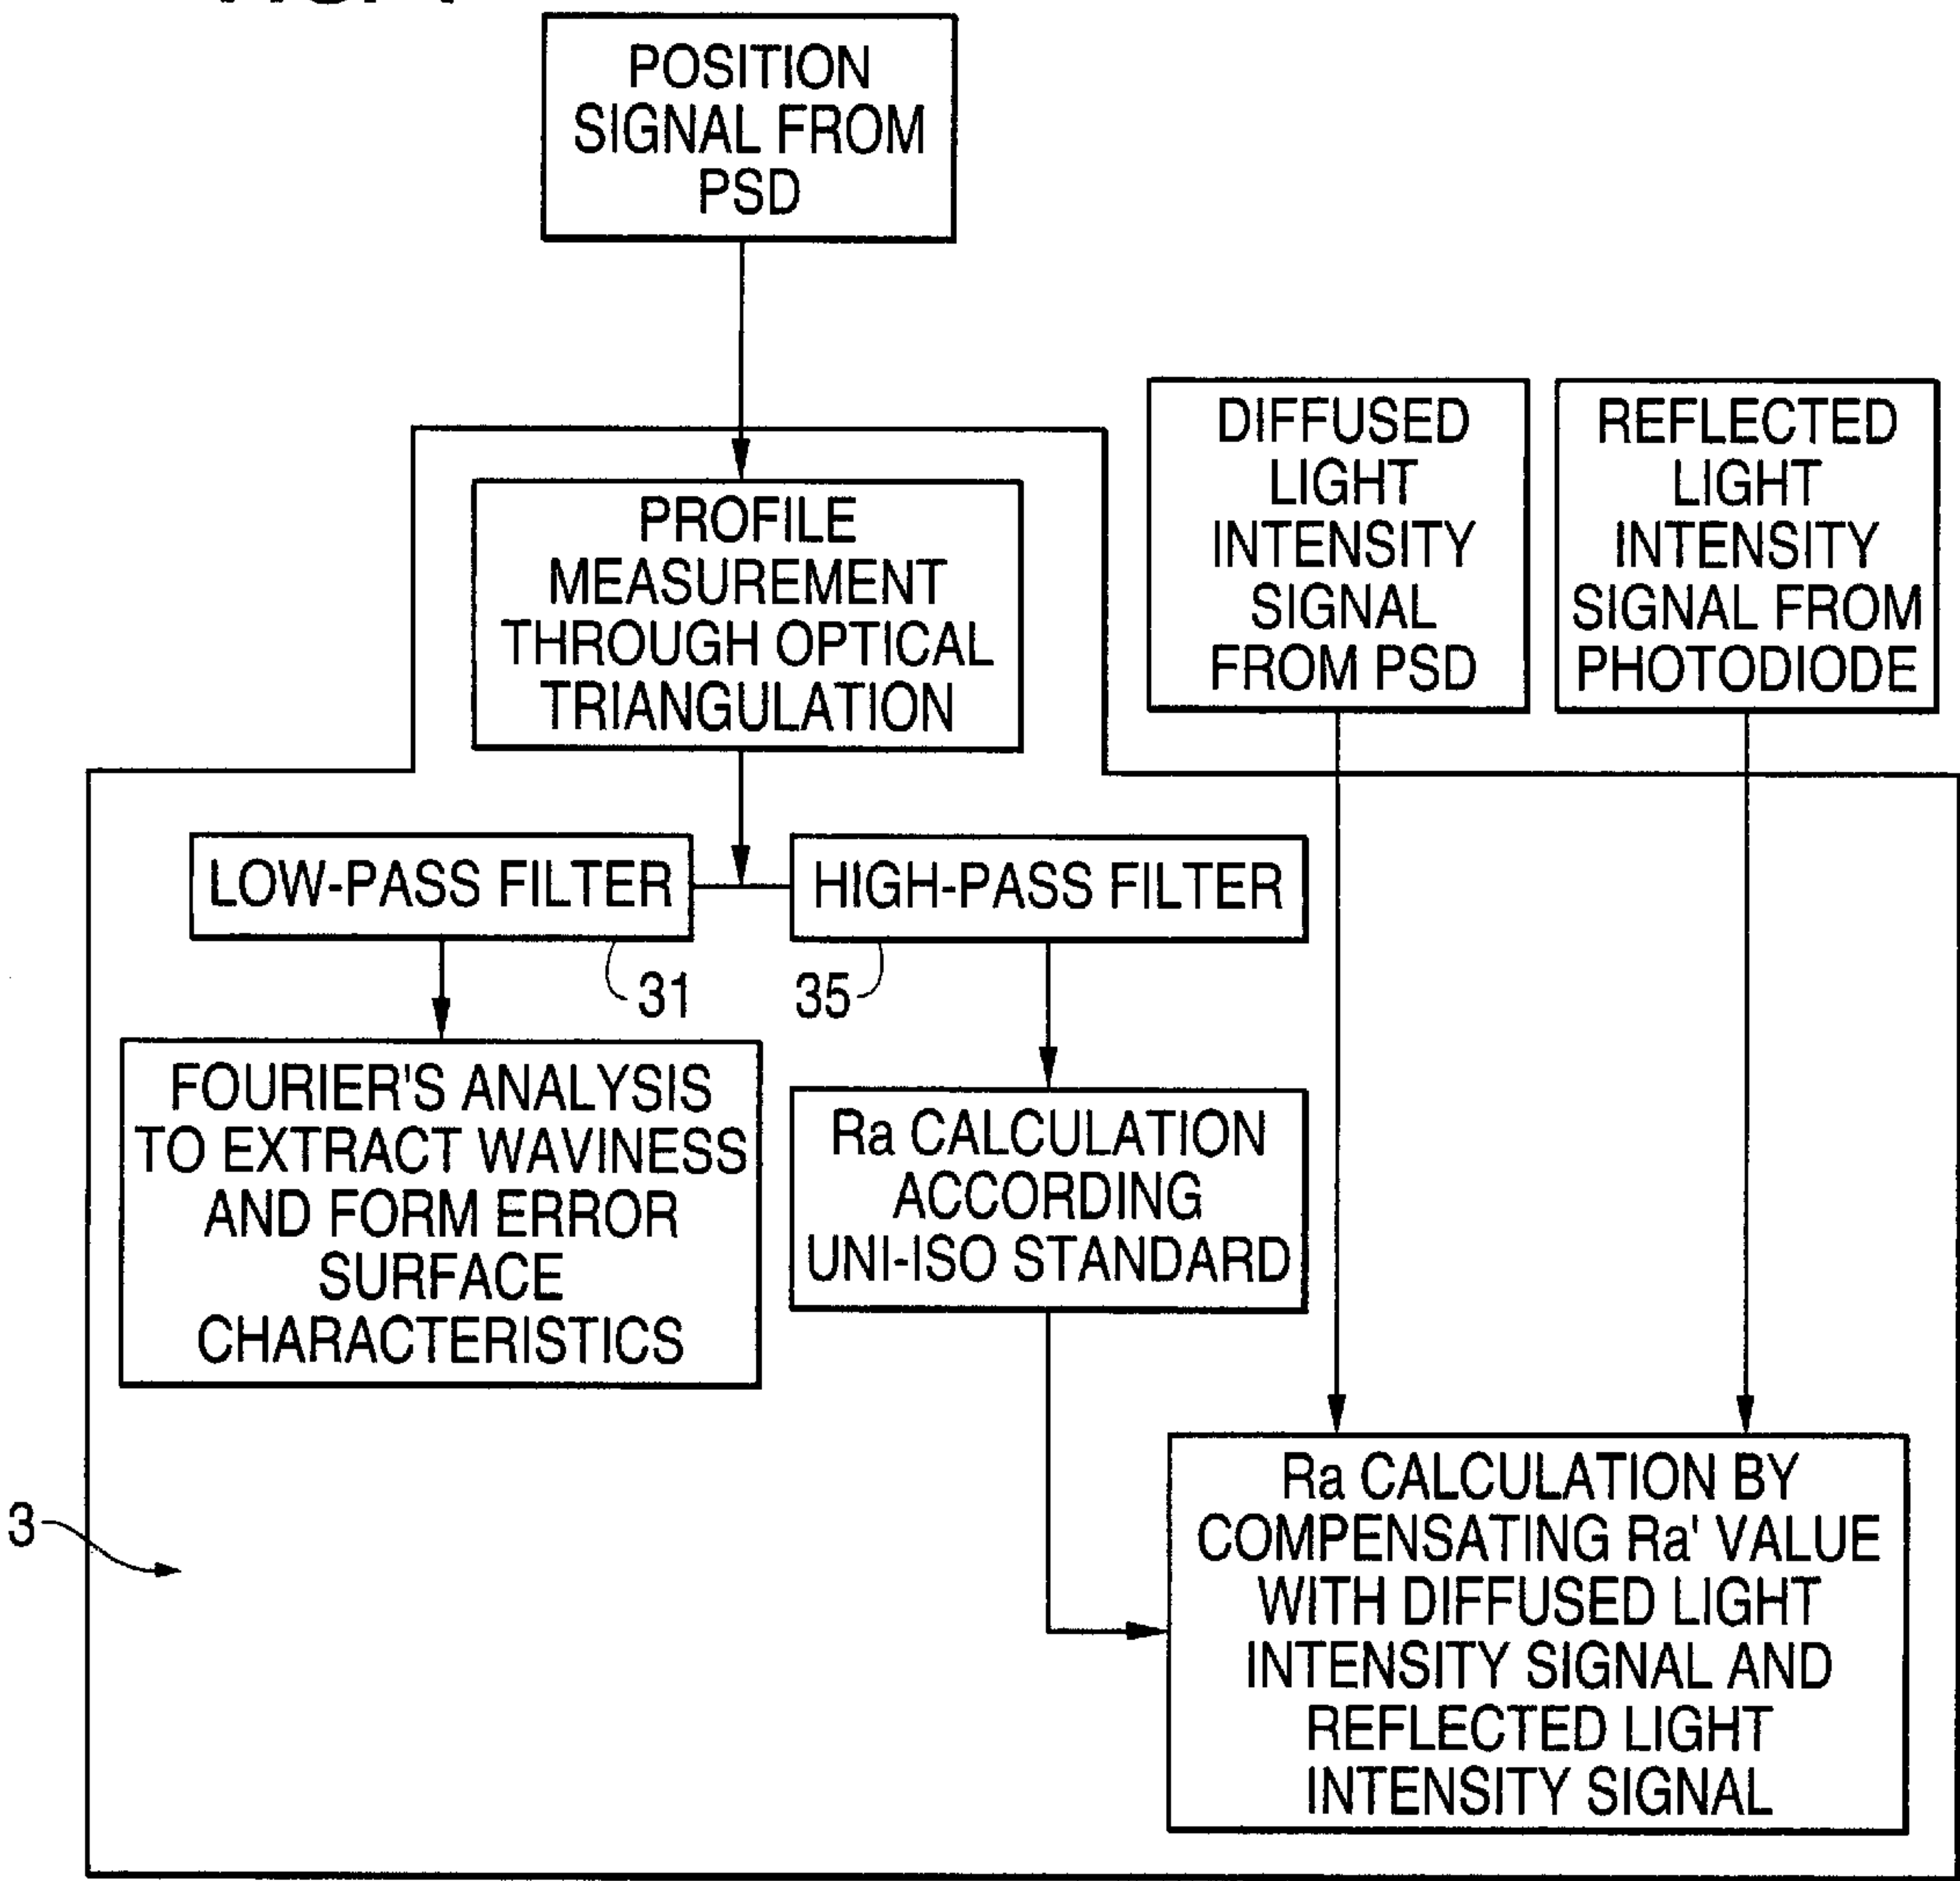 POSITION
SIGNAL FROM
PSD
PROFILE
MEASUREMENT
THROUGH OPTICAL
TRIANGULATION
DIFFUSED
LIGHT
INTENSITY
SIGNAL
FROM PSD
REFLECTED
LIGHT
INTENSITY
SIGNAL FROM
PHOTODIODE
LOW-PASS FILTER
HIGH-PASS FILTER
31
35
FOURIER'S ANALYSIS
TO EXTRACT WAVINESS
AND FORM ERROR
SURFACE
CHARACTERISTICS
Ra CALCULATION
ACCORDING
UNI-ISO STANDARD
3
Ra CALCULATION BY
COMPENSATING Ra' VALUE
WITH DIFFUSED LIGHT
INTENSITY SIGNAL AND
REFLECTED LIGHT
INTENSITY SIGNAL